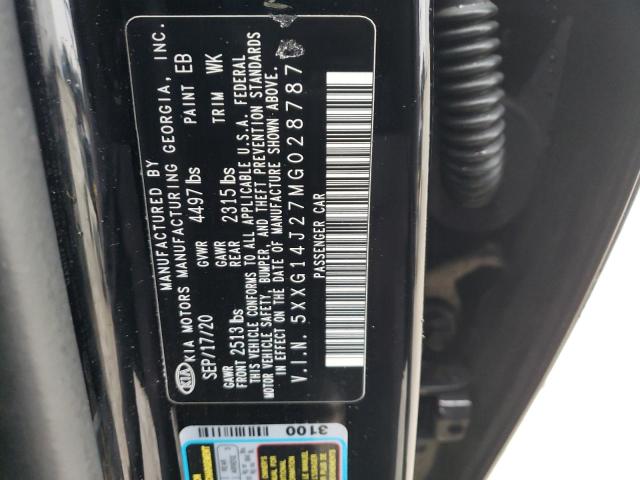 KIA
MANUFACTURED BY
KIA MOTORS MANUFACTURING GEORGIA, INC.
SEP/17/20 GVWR 4497 lbs PAINT EB
GAWR FRONT 2513 lbs GAWR REAR 2315 lbs TRIM WK
THIS VEHICLE CONFORMS TO ALL APPLICABLE U.S.A. FEDERAL
MOTOR VEHICLE SAFETY, BUMPER, AND THEFT PREVENTION STANDARDS
IN EFFECT ON THE DATE OF MANUFACTURE SHOWN ABOVE.
V.I.N. 5XXG14J27MG028787
PASSENGER CAR
3100